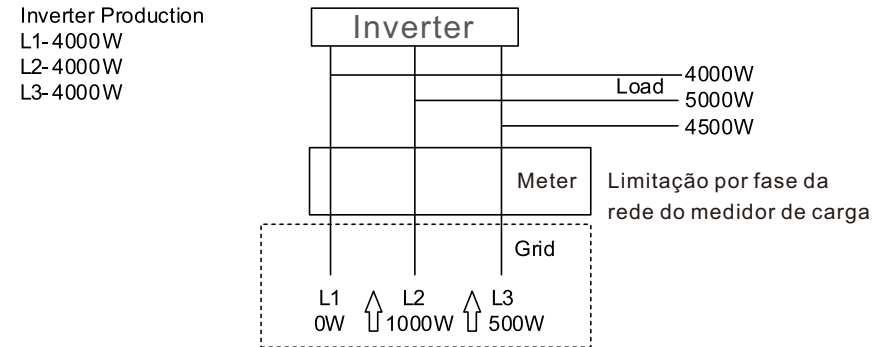 Inverter Production
L1-4000W
L2-4000W
L3-4000W
Inverter
4000W
Load
5000W
4500W
Meter
Limitação por fase da
rede do medidor de carga
Grid
L1 L2 L3
0W 1000W 500W